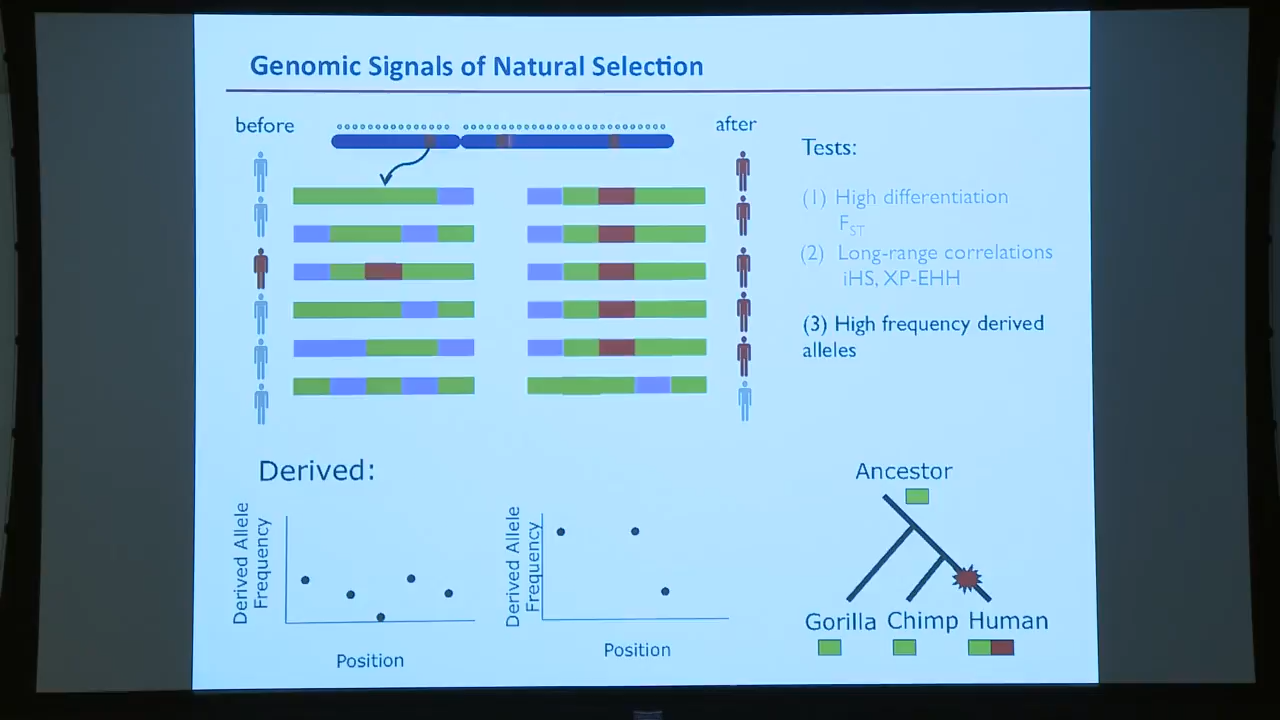 Genomic Signals of Natural Selection
before
after
Tests:
(1) High differentiation
FST
(2) Long-range correlations
iHS, XP-EHH
(3) High frequency derived
alleles
Derived:
Derived Allele
Frequency
Position
Derived Allele
Frequency
Position
Ancestor
Gorilla Chimp Human